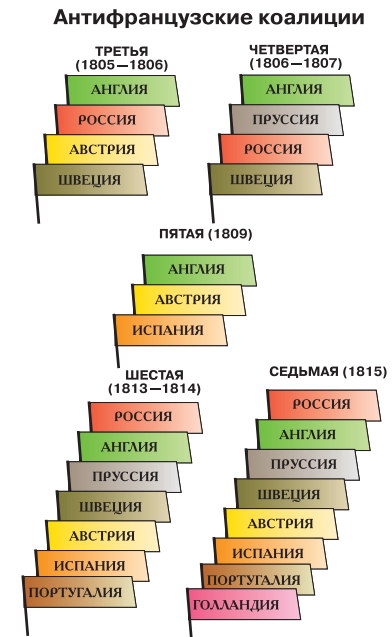 Антифранцузские коалиции
ТРЕТЬЯ
(1805—1806)
АНГЛИЯ
РОССИЯ
АВСТРИЯ
ШВЕЦИЯ
ЧЕТВЕРТАЯ
(1806—1807)
АНГЛИЯ
ПРУССИЯ
РОССИЯ
ШВЕЦИЯ
ПЯТАЯ (1809)
АНГЛИЯ
АВСТРИЯ
ИСПАНИЯ
ШЕСТАЯ
(1813—1814)
РОССИЯ
АНГЛИЯ
ПРУССИЯ
ШВЕЦИЯ
АВСТРИЯ
ИСПАНИЯ
ПОРТУГАЛИЯ
СЕДЬМАЯ (1815)
РОССИЯ
АНГЛИЯ
ПРУССИЯ
ШВЕЦИЯ
АВСТРИЯ
ИСПАНИЯ
ПОРТУГАЛИЯ
ГОЛЛАНДИЯ